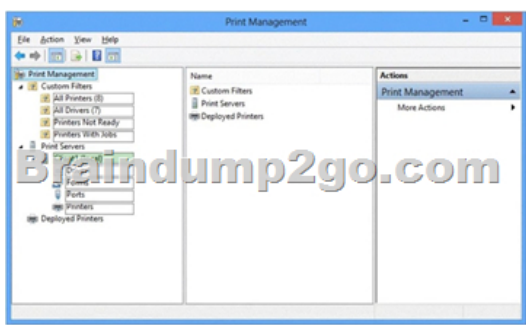 Print Management
File Action View Help
Print Management
Custom Filters
All Printers (8)
All Drivers (7)
Printers Not Ready
Printers With Jobs
Print Servers
Forms
Ports
Printers
Deployed Printers
Name
Custom Filters
Print Servers
Deployed Printers
Actions
Print Management
More Actions
Braindump2go.com